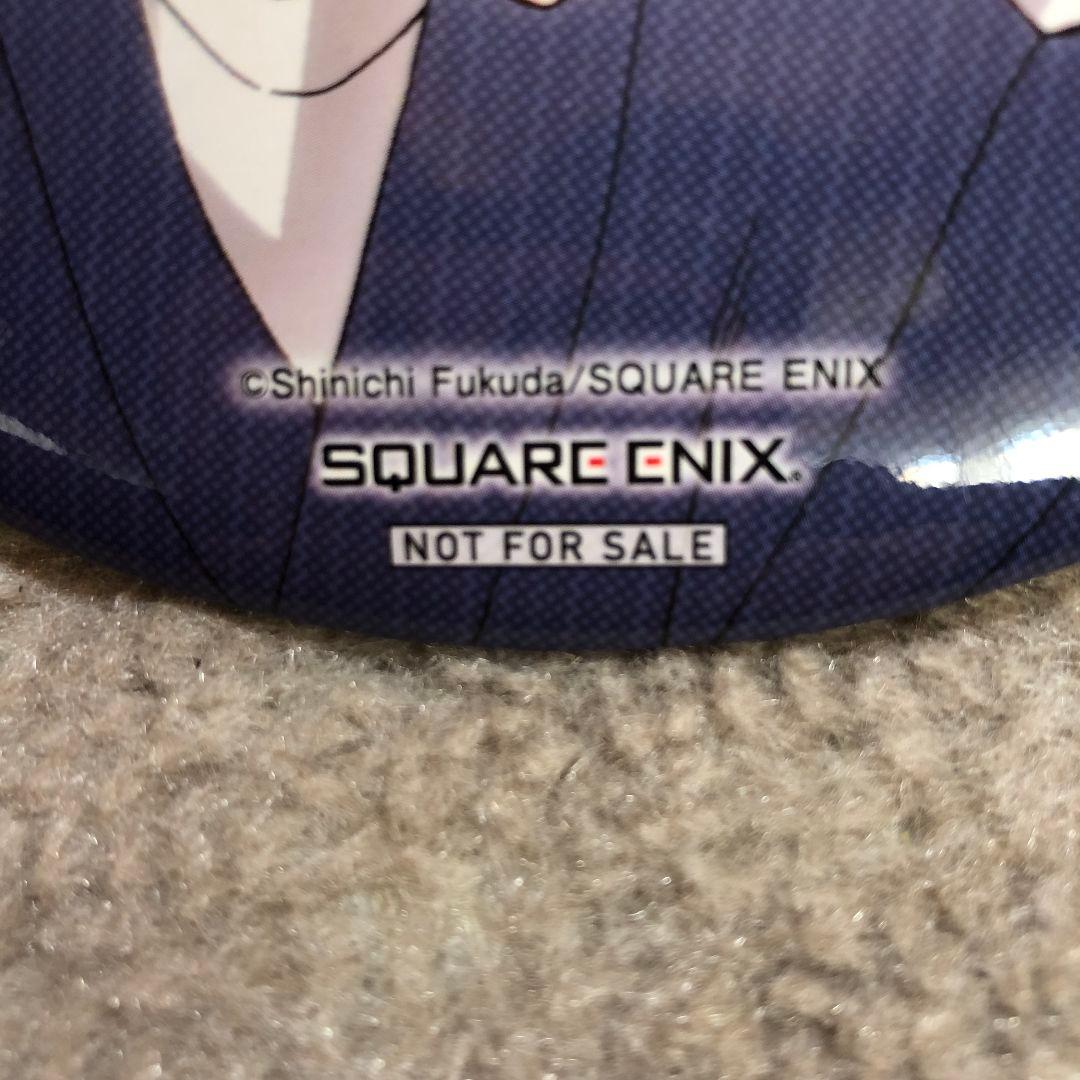 ©Shinichi Fukuda/SQUARE ENIX
SQUARE ENIX®
NOT FOR SALE